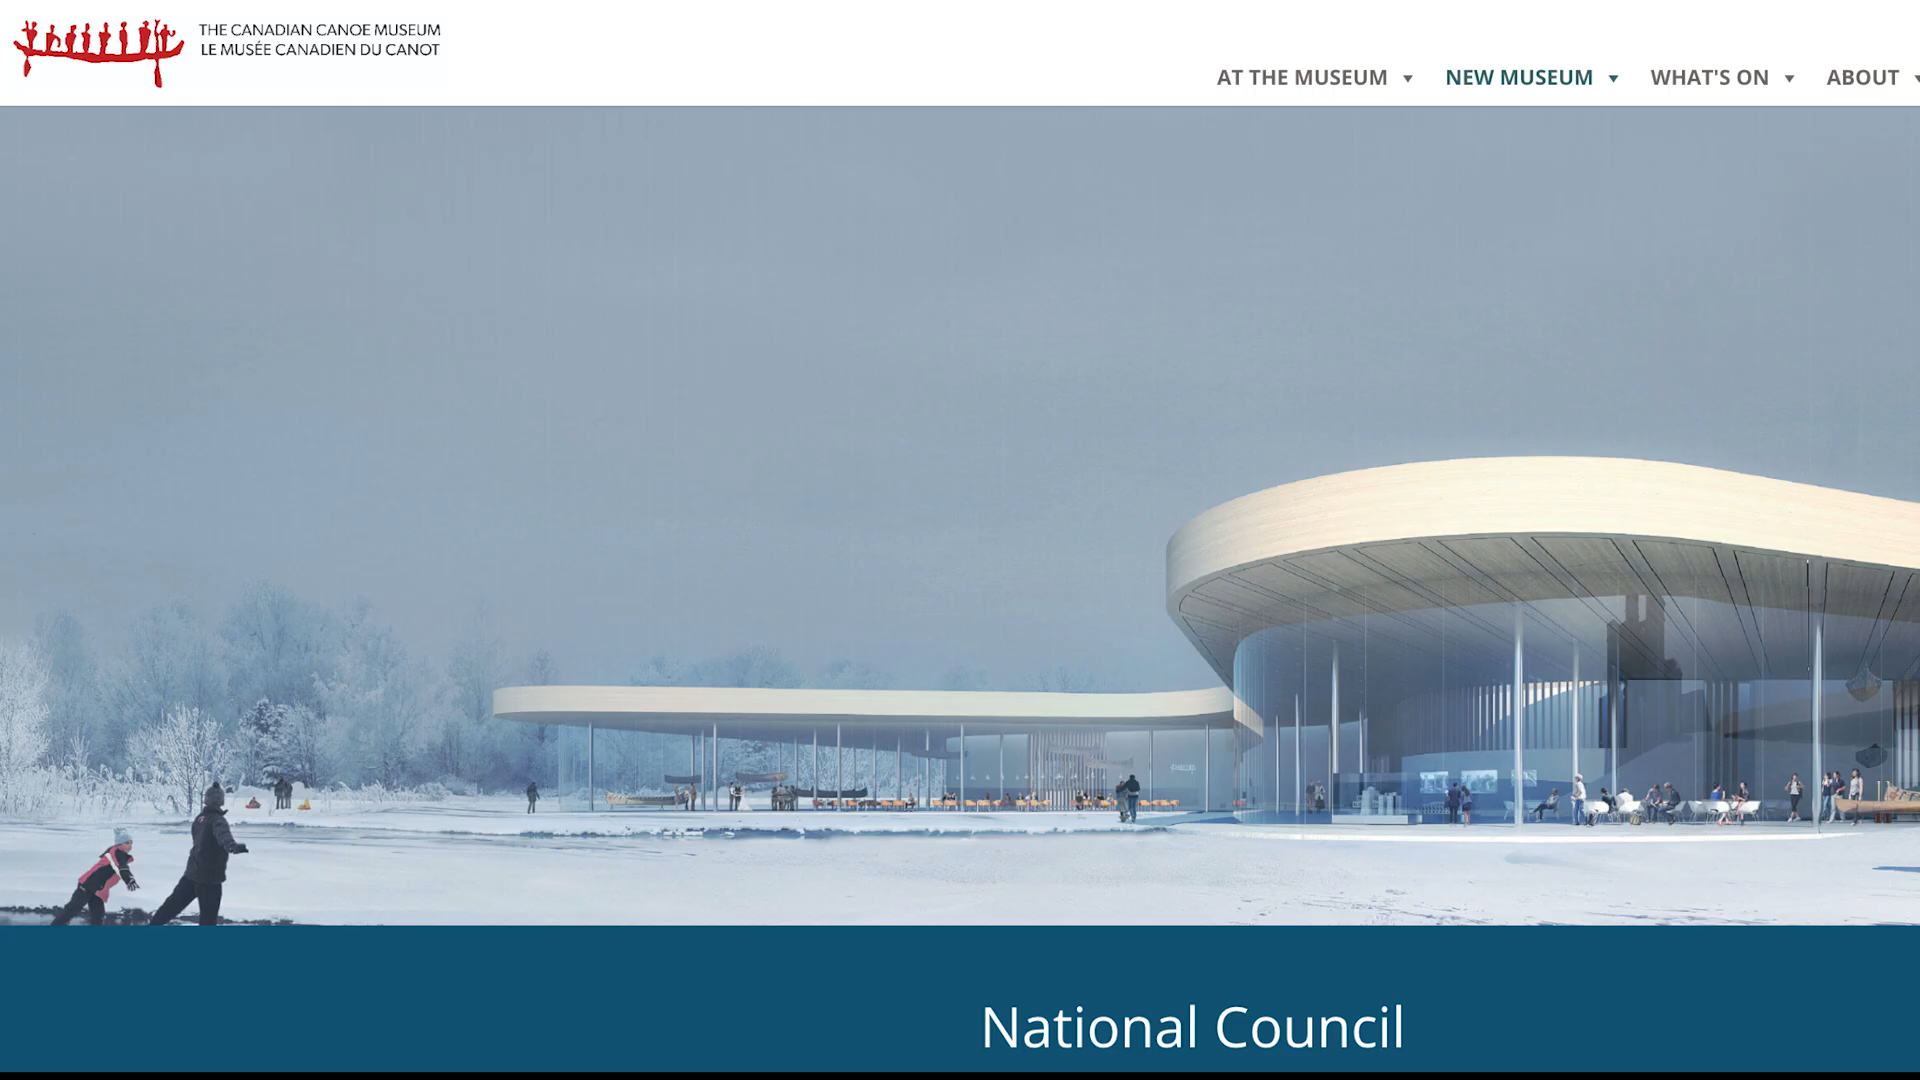 THE CANADIAN CANOE MUSEUM
LE MUSÉE CANADIEN DU CANOT
AT THE MUSEUM
NEW MUSEUM
WHAT'S ON
ABOUT
National Council